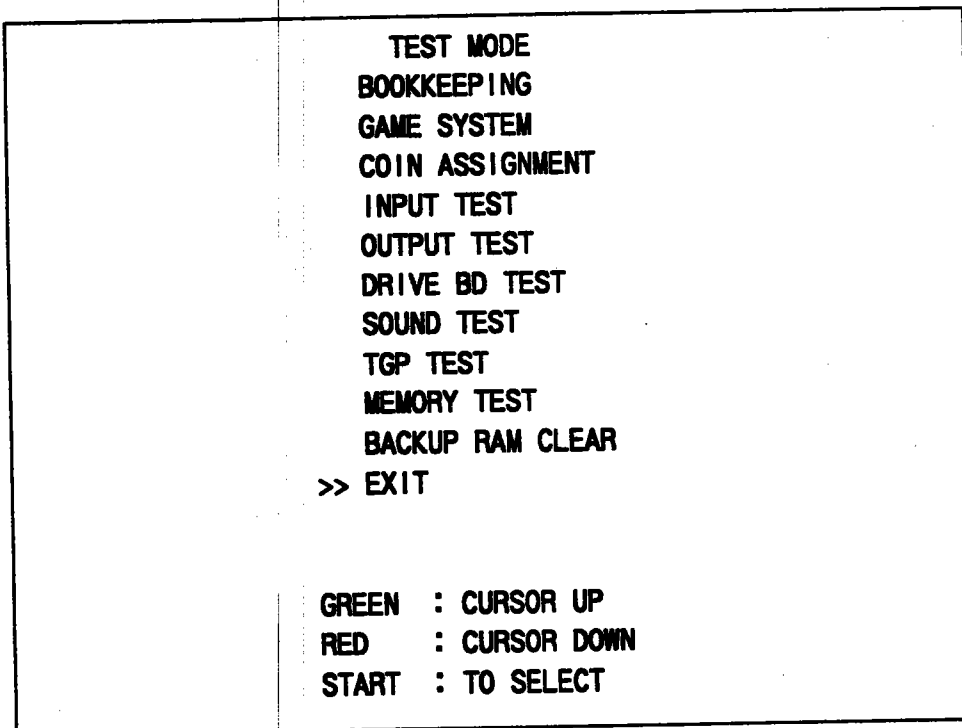 TEST MODE
BOOKKEEPING
GAME SYSTEM
COIN ASSIGNMENT
INPUT TEST
OUTPUT TEST
DRIVE BD TEST
SOUND TEST
TGP TEST
MEMORY TEST
BACKUP RAM CLEAR
>> EXIT
GREEN : CURSOR UP
RED : CURSOR DOWN
START : TO SELECT